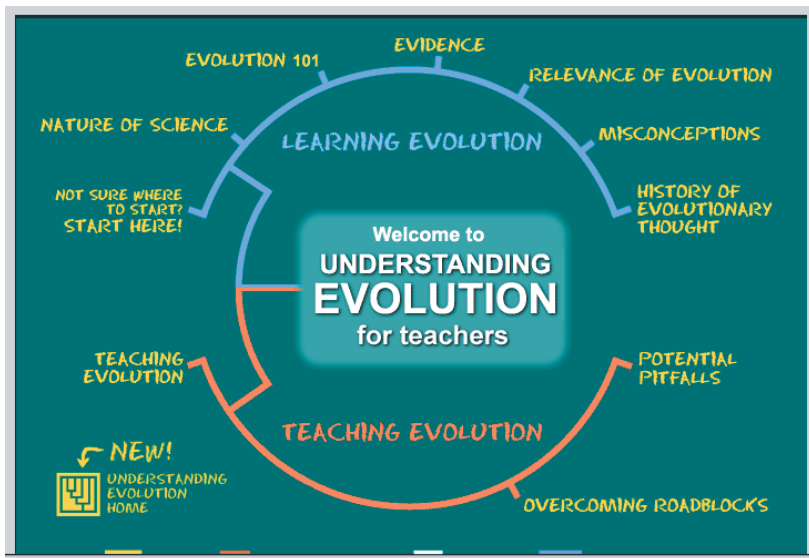 EVIDENCE
EVOLUTION 101
RELEVANCE OF EVOLUTION
NATURE OF SCIENCE
LEARNING EVOLUTION
MISCONCEPTIONS
NOT SURE WHERE
TO START?
START HERE!
HISTORY OF
EVOLUTIONARY
THOUGHT
Welcome to
UNDERSTANDING
EVOLUTION
for teachers
TEACHING
EVOLUTION
POTENTIAL
PITFALLS
TEACHING EVOLUTION
NEW!
UNDERSTANDING
EVOLUTION
HOME
OVERCOMING ROADBLOCKS